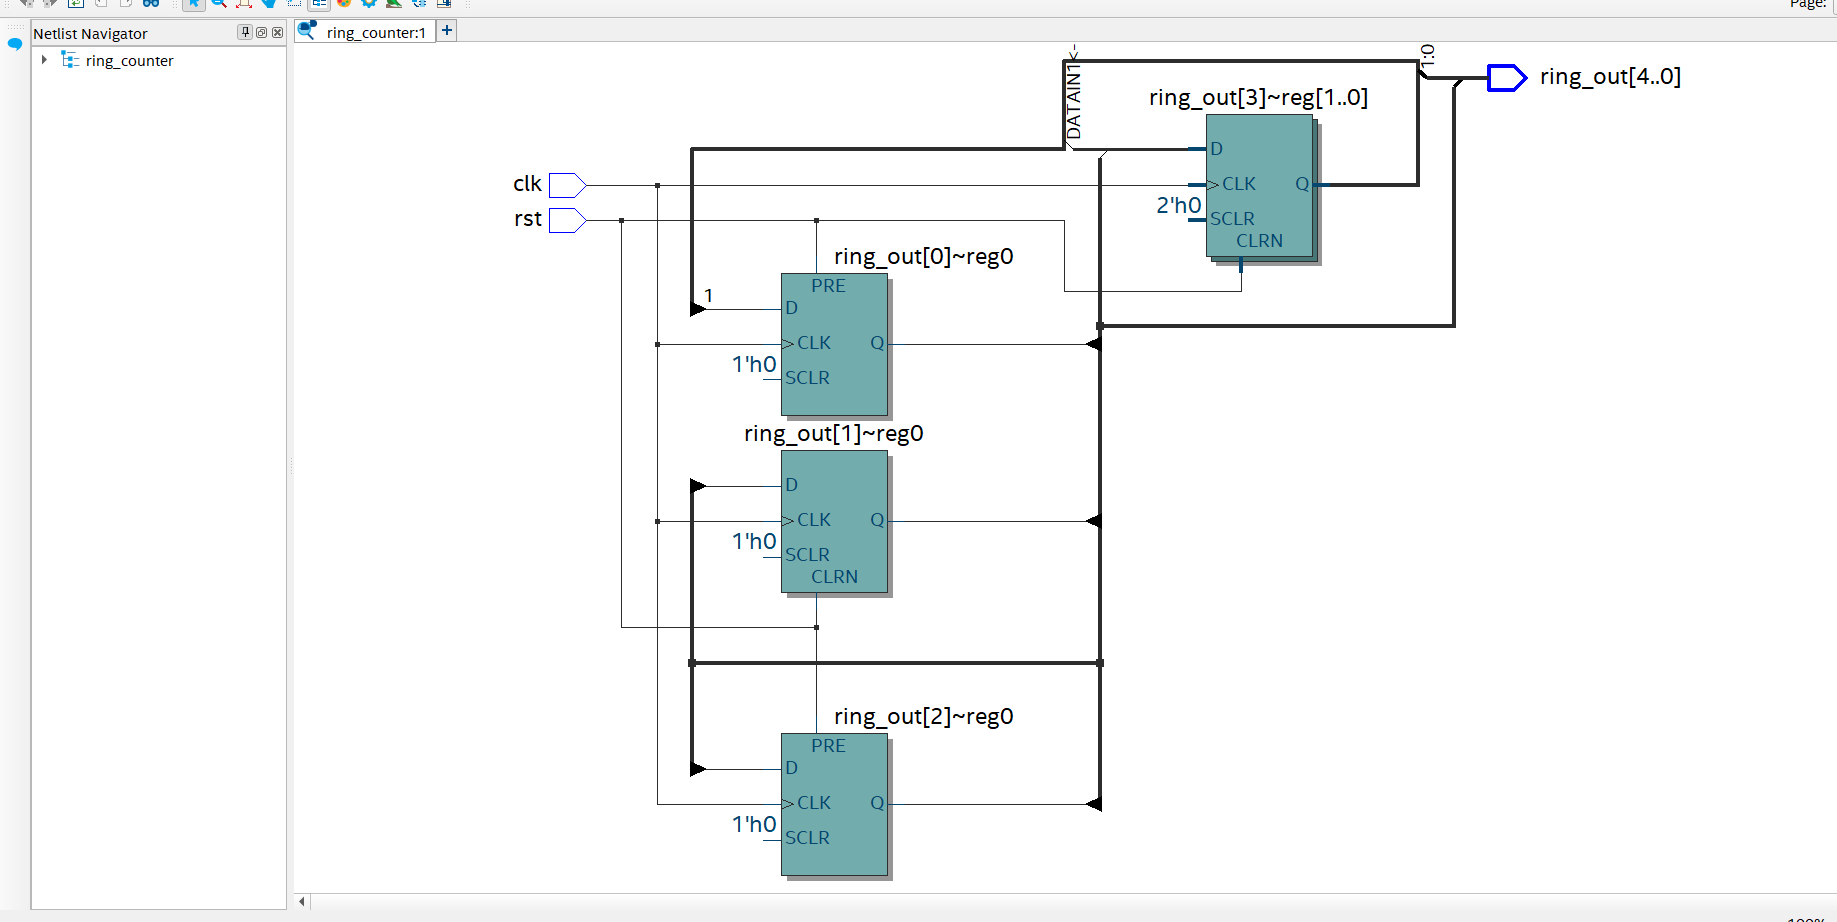 Page:
Netlist Navigator
ring_counter
ring_counter:1
+
DATAIN1<-
1:0
ring_out[4..0]
ring_out[3]~reg[1..0]
D
CLK
Q
2'h0
SCLR
CLRN
clk
rst
ring_out[0]~reg0
PRE
1
D
CLK
Q
1'h0
SCLR
ring_out[1]~reg0
D
CLK
Q
1'h0
SCLR
CLRN
ring_out[2]~reg0
PRE
D
CLK
Q
1'h0
SCLR